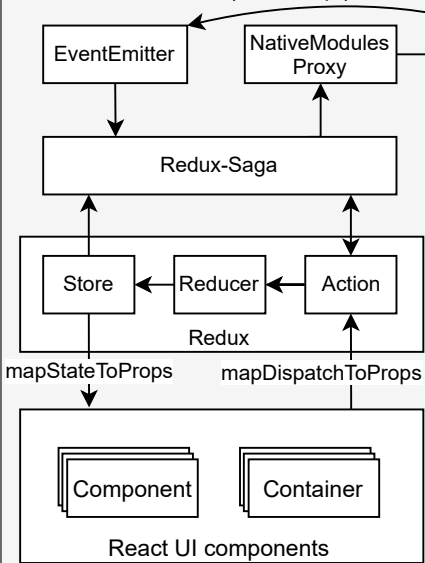 EventEmitter
NativeModules
Proxy
Redux-Saga
Store
Reducer
Action
Redux
mapStateToProps
mapDispatchToProps
Component
Container
React UI components